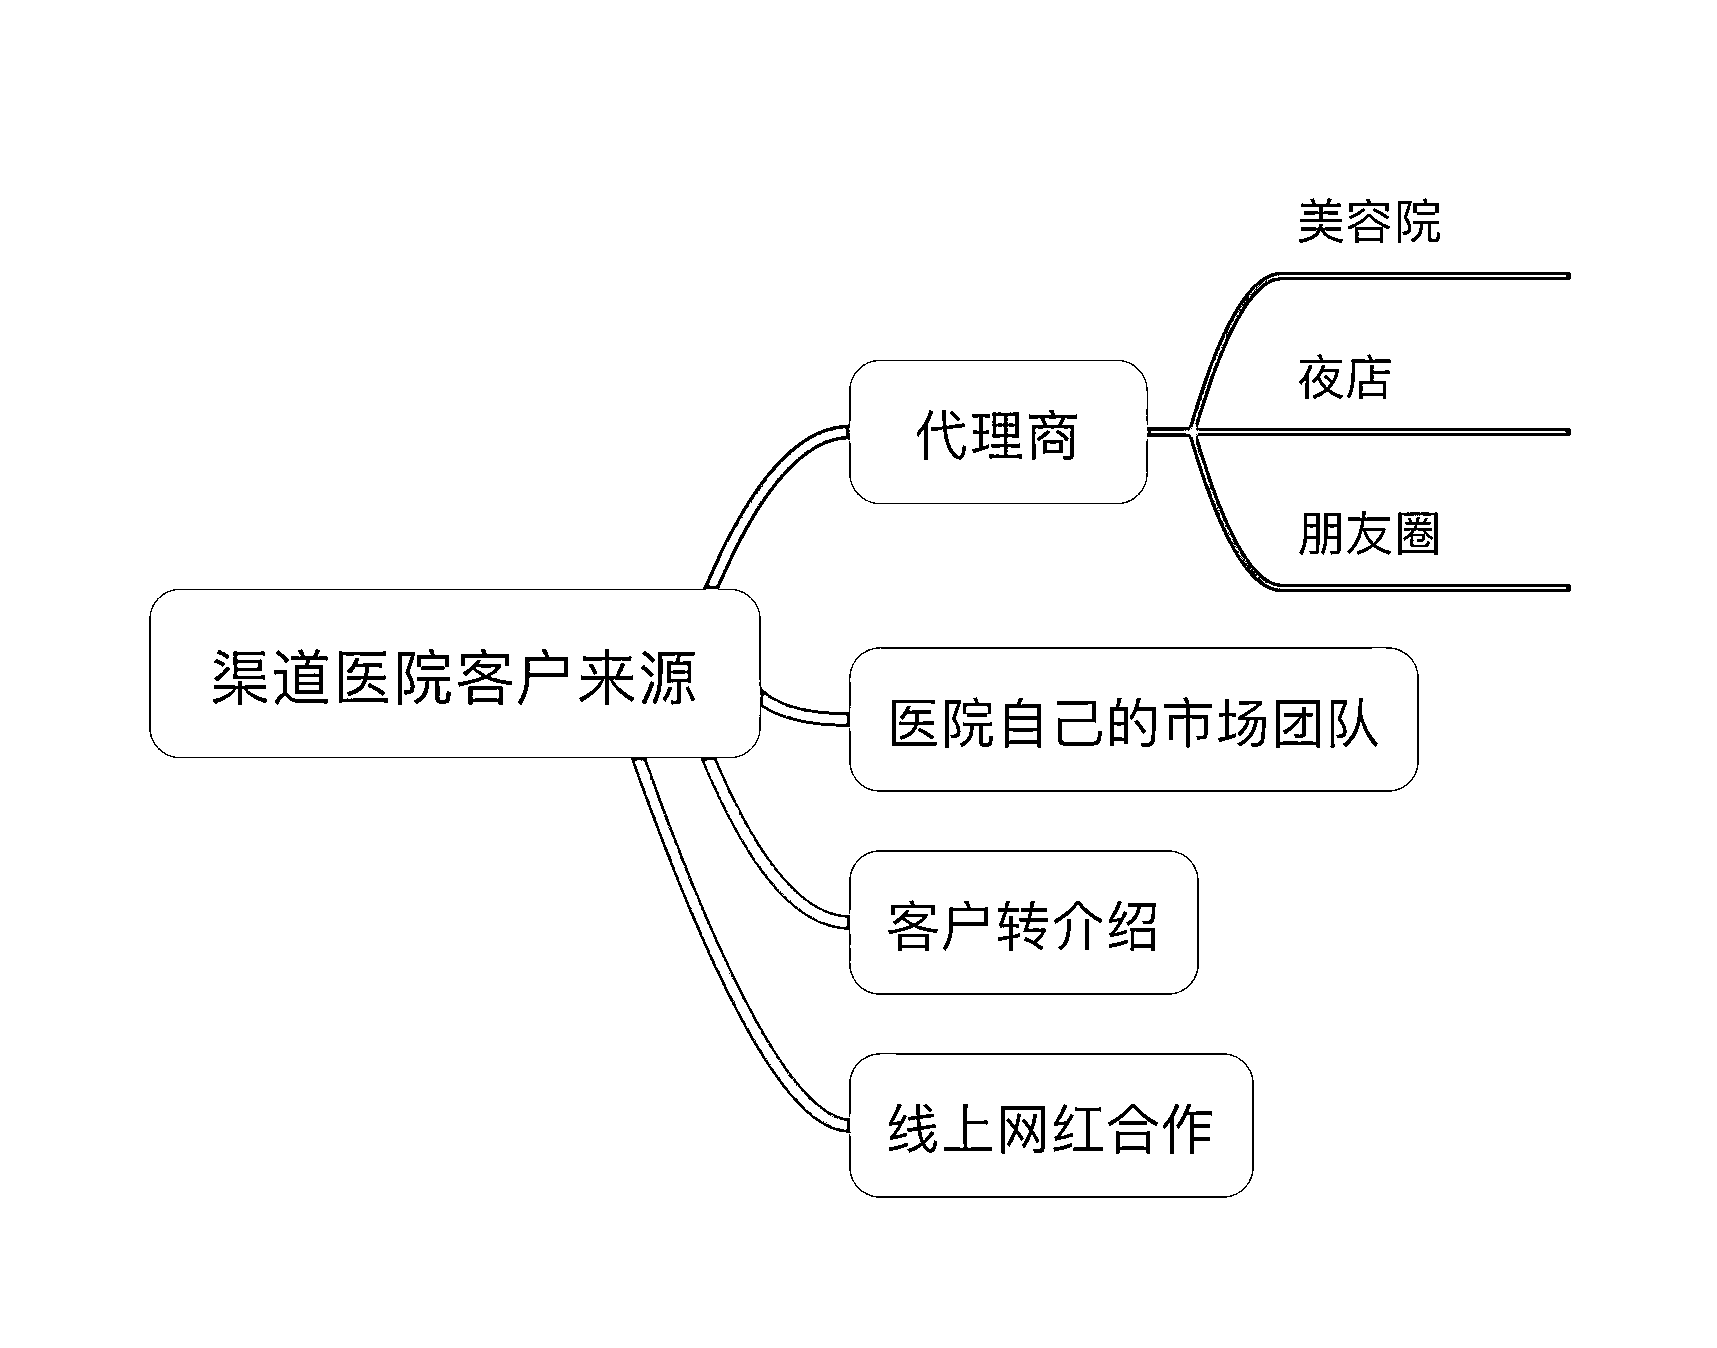 渠道医院客户来源
代理商
美容院
夜店
朋友圈
医院自己的市场团队
客户转介绍
线上网红合作